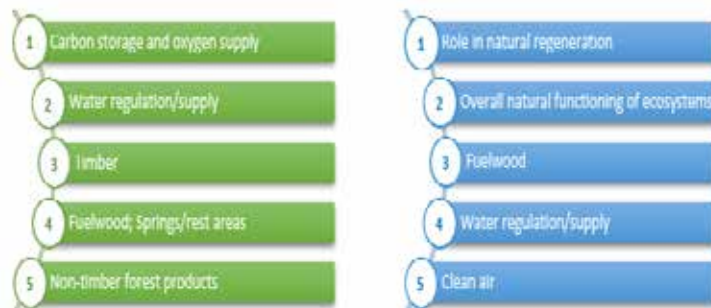 1 Carbon storage and oxygen supply
2 Water regulation/supply
3 Timber
4 Fuelwood; Springs/rest areas
5 Non-timber forest products
1 Role in natural regeneration
2 Overall natural functioning of ecosystems
3 Fuelwood
4 Water regulation/supply
5 Clean air